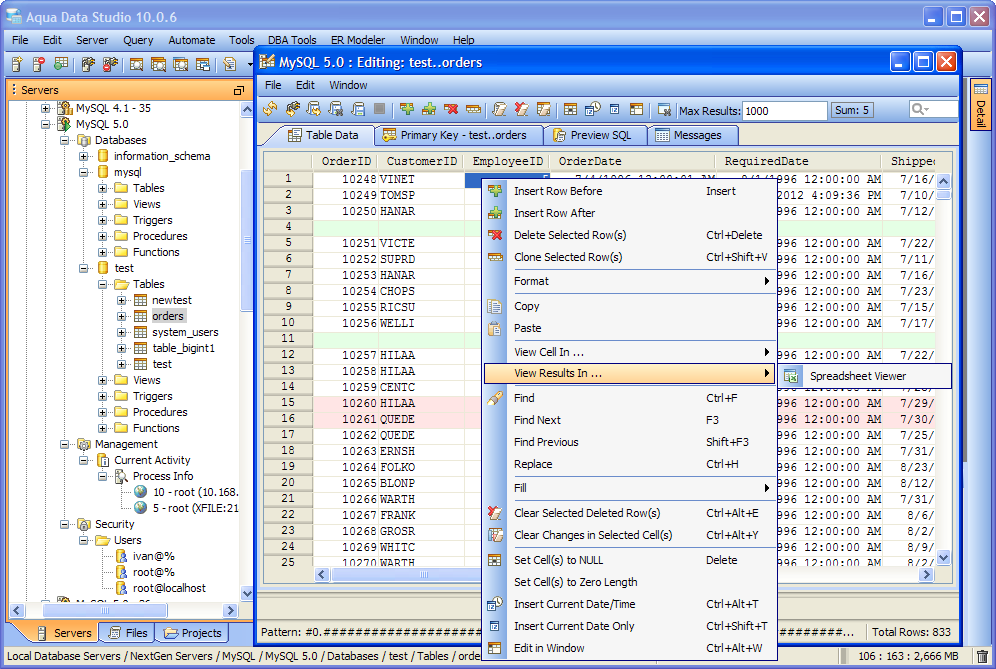 Aqua Data Studio 10.0.6
File Edit Server Query Automate Tools DBA Tools ER Modeler Window Help
Servers
MySQL 4.1 - 35
MySQL 5.0
Databases
information_schema
mysql
Tables
Views
Triggers
Procedures
Functions
test
Tables
newtest
orders
system_users
table_bigint1
test
Views
Triggers
Procedures
Functions
Management
Current Activity
Process Info
10 - root (10.168.
5 - root (XFILE:21
Security
Users
ivan@%
root@%
root@localhost
Servers Files Projects
Detail
MySQL 5.0 : Editing: test..orders
File Edit Window
Max Results: 1000 Sum: 5
Table Data Primary Key - test..orders Preview SQL Messages
OrderID CustomerID EmployeeID OrderDate RequiredDate Shippec
1 10248 VINET 5 7/4/1996 12:00:01 AM 8/1/1996 12:00:00 AM 7/16/
2 10249 TOMSP 2012 4:09:36 PM 7/10/
3 10250 HANAR 996 12:00:00 AM 7/12/
4
5 10251 VICTE 996 12:00:00 AM 7/22/
6 10252 SUPRD 996 12:00:00 AM 7/11/
7 10253 HANAR 996 12:00:00 AM 7/16/
8 10254 CHOPS 996 12:00:00 AM 7/23/
9 10255 RICSU 996 12:00:00 AM 7/15/
10 10256 WELLI 996 12:00:00 AM 7/17/
11
12 10257 HILAA 996 12:00:00 AM 7/22/
13 10258 HILAA
14 10259 CENTC
15 10260 HILAA 996 12:00:00 AM 7/29/
16 10261 QUEDE 996 12:00:00 AM 7/30/
17 10262 QUEDE 996 12:00:00 AM 7/25/
18 10263 ERNSH 996 12:00:00 AM 7/31/
19 10264 FOLKO 996 12:00:00 AM 8/23/
20 10265 BLONP 996 12:00:00 AM 8/12/
21 10266 WARTH 996 12:00:00 AM 7/31/
22 10267 FRANK 996 12:00:00 AM 8/6/
23 10268 GROSR 996 12:00:00 AM 8/2/
24 10269 WHITC 996 12:00:00 AM 8/9/
25 10270 WARTH 996 12:00:00 AM 8/2/
Insert Row Before Insert
Insert Row After
Delete Selected Row(s) Ctrl+Delete
Clone Selected Row(s) Ctrl+Shift+V
Format
Copy
Paste
View Cell In ...
View Results In ...
Spreadsheet Viewer
Find Ctrl+F
Find Next F3
Find Previous Shift+F3
Replace Ctrl+H
Fill
Clear Selected Deleted Row(s) Ctrl+Alt+E
Clear Changes in Selected Cell(s) Ctrl+Alt+Y
Set Cell(s) to NULL Delete
Set Cell(s) to Zero Length
Insert Current Date/Time Ctrl+Alt+T
Insert Current Date Only Ctrl+Shift+T
Edit in Window Ctrl+Alt+W
Pattern: #0.###################### ########... Total Rows: 833
Local Database Servers / NextGen Servers / MySQL / MySQL 5.0 / Databases / test / Tables / orde 106 : 163 : 2,666 MB